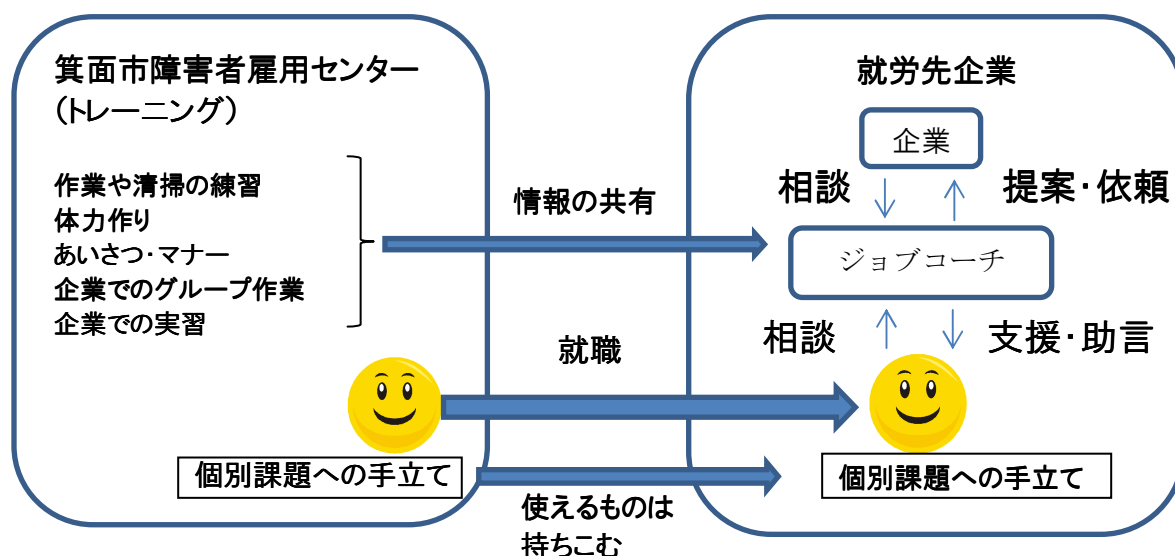 箕面市障害者雇用センター
(トレーニング)
作業や清掃の練習
体力作り
あいさつ・マナー
企業でのグループ作業
企業での実習
個別課題への手立て
情報の共有
就職
使えるものは
持ちこむ
就労先企業
企業
相談
提案・依頼
ジョブコーチ
相談
支援・助言
個別課題への手立て